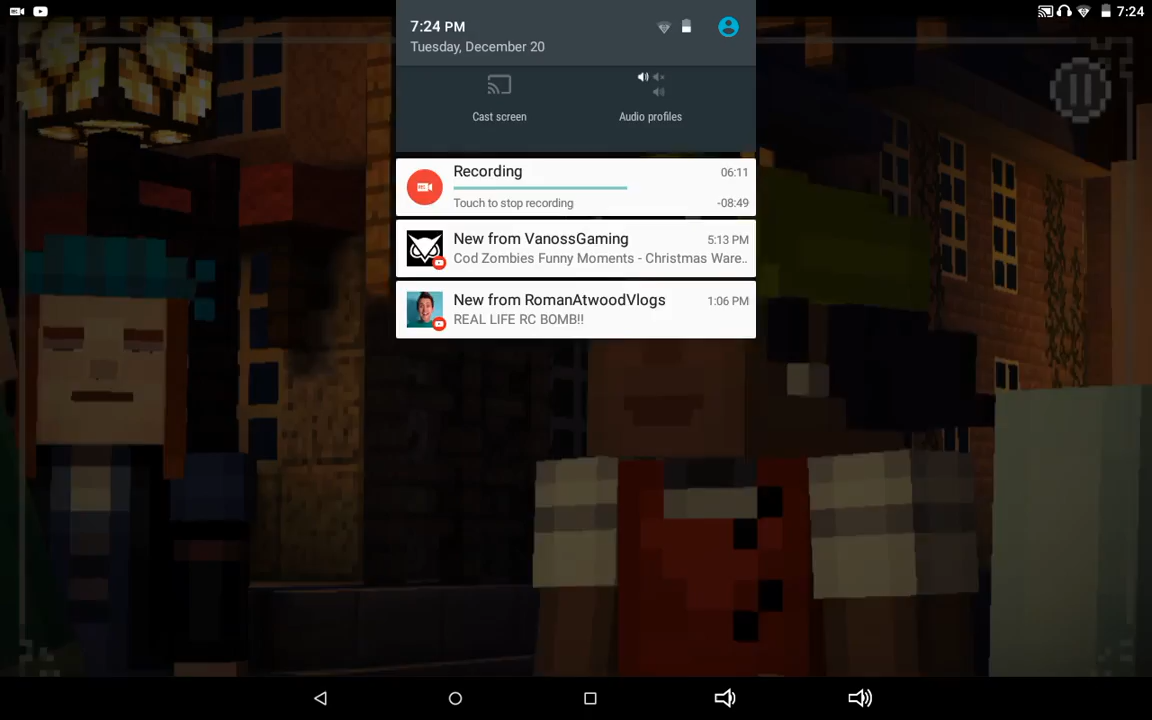 7:24
7:24 PM
Tuesday, December 20
Cast screen
Audio profiles
Recording
06:11
Touch to stop recording
-08:49
New from VanossGaming
5:13 PM
Cod Zombies Funny Moments - Christmas Ware..
New from RomanAtwoodVlogs
1:06 PM
REAL LIFE RC BOMB!!